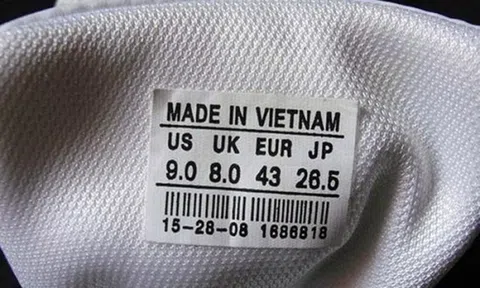 MADE IN VIETNAM
US UK EUR JP
9.0 8.0 43 26.5
15-28-08 1686818